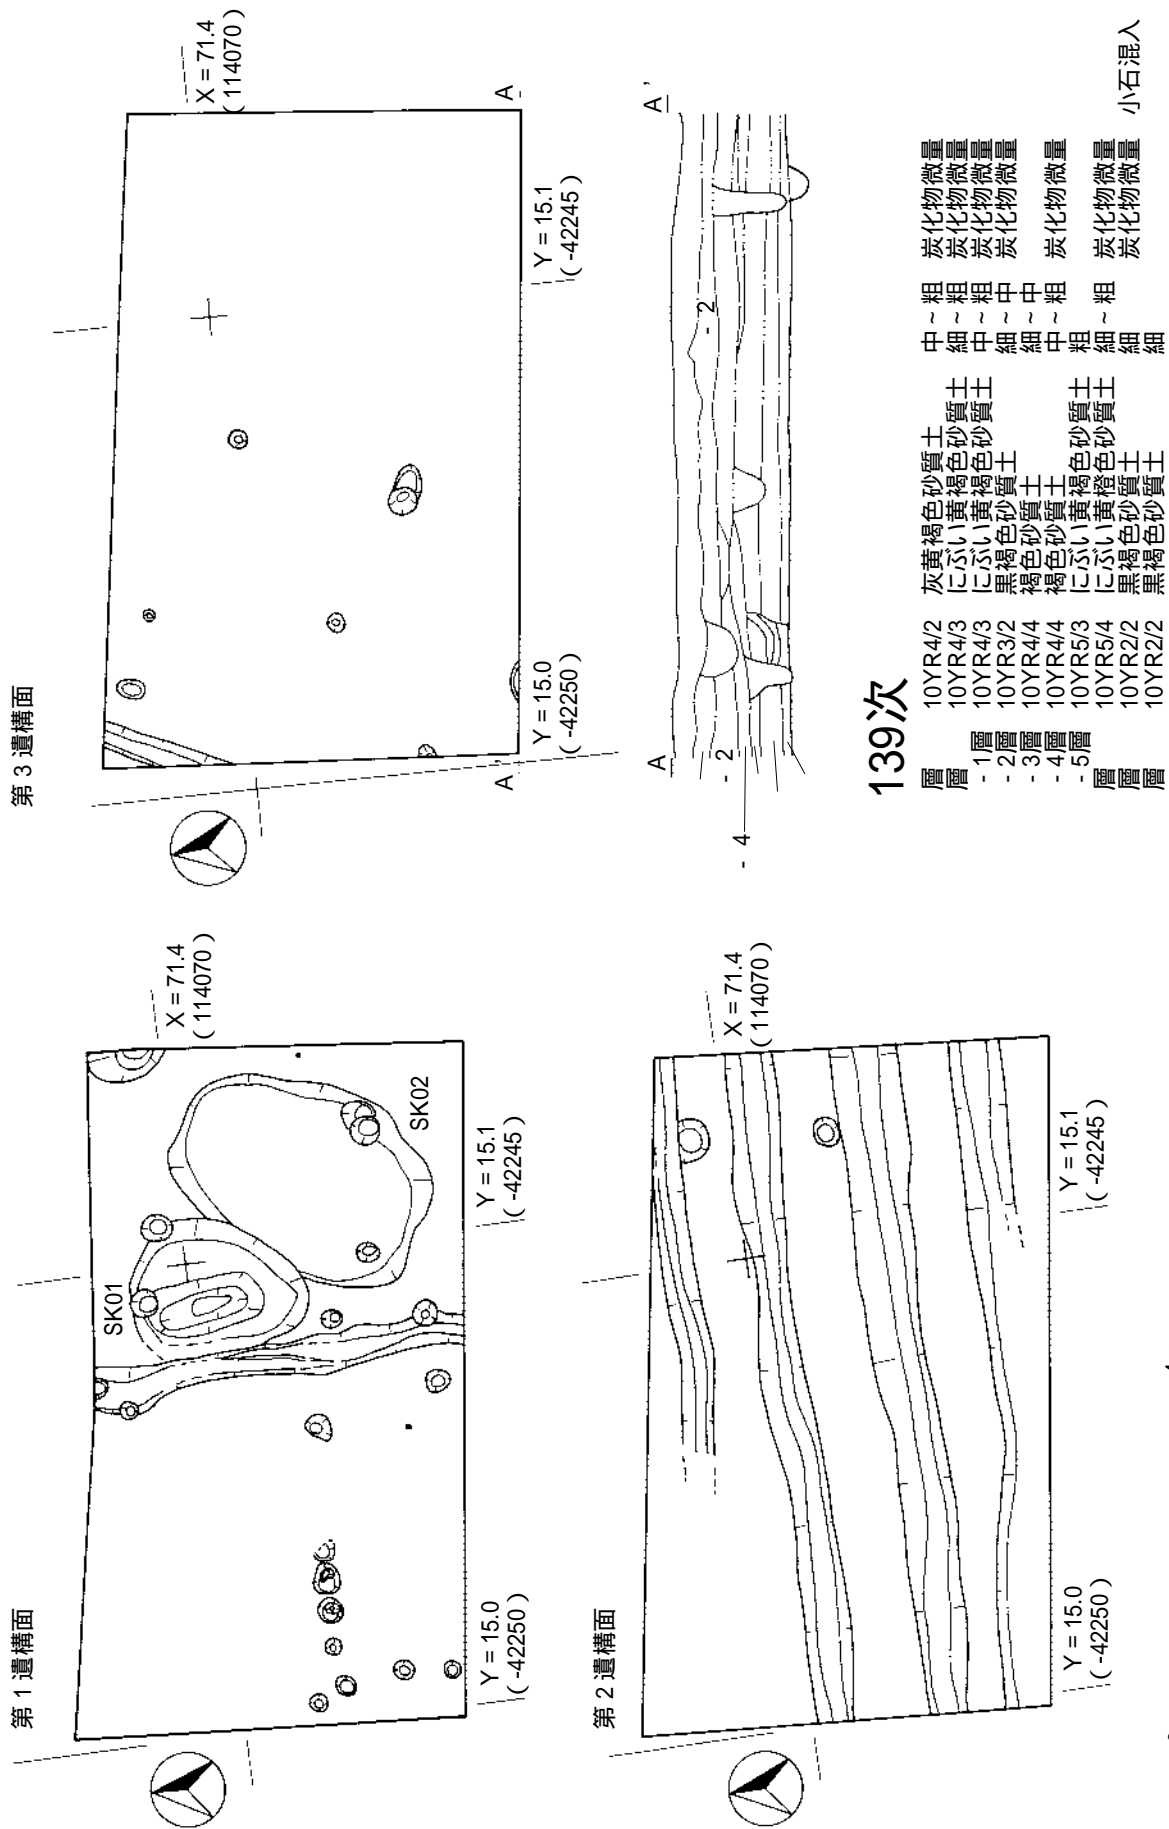 第1遺構面
X = 71.4
( 114070 )
SK01
SK02
Y = 15.0
( -42250 )
Y = 15.1
( -42245 )
第2遺構面
X = 71.4
( 114070 )
Y = 15.0
( -42250 )
Y = 15.1
( -42245 )
第3遺構面
X = 71.4
( 114070 )
A'
A
Y = 15.0
( -42250 )
Y = 15.1
( -42245 )
A
A'
- 2
- 2
- 4
139次
層 10YR4/2 灰黄褐色砂質土 中~粗 炭化物微量
層 10YR4/3 にぶい黄褐色砂質土 細~粗 炭化物微量
- 1層 10YR4/3 にぶい黄褐色砂質土 中~粗 炭化物微量
- 2層 10YR3/2 黒褐色砂質土 細~中 炭化物微量
- 3層 10YR4/4 褐色砂質土 細~中
- 4層 10YR4/4 褐色砂質土 中~粗 炭化物微量
- 5層 10YR5/3 にぶい黄褐色砂質土 粗
層 10YR5/4 にぶい黄橙色砂質土 細~粗 炭化物微量
層 10YR2/2 黒褐色砂質土 細 炭化物微量 小石混入
層 10YR2/2 黒褐色砂質土 細